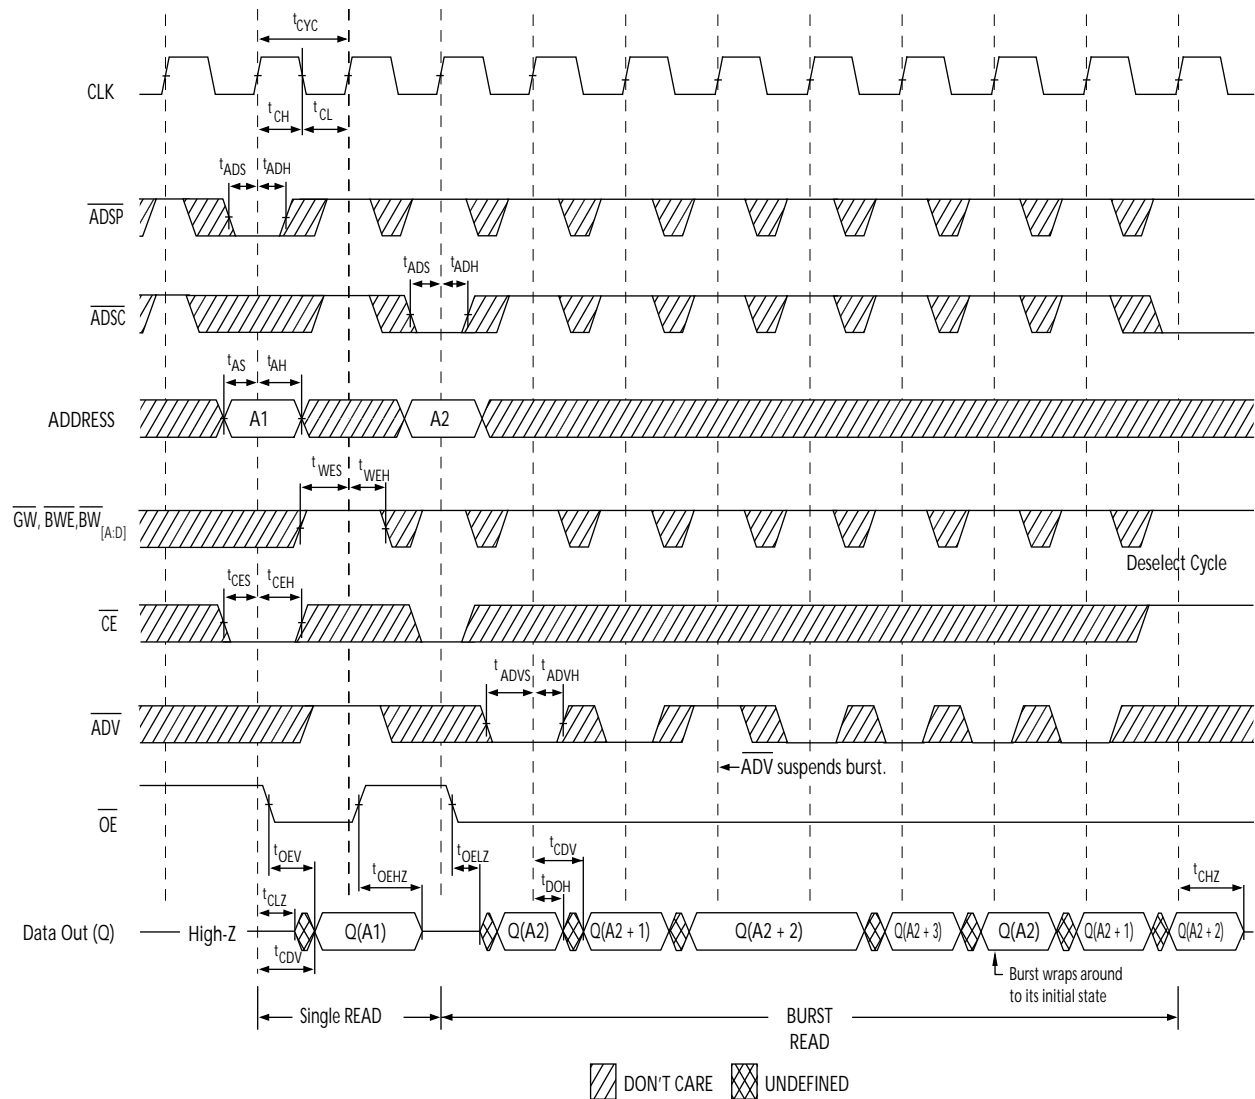 tCYC
CLK
tCH
tCL
tADS
tADH
ADSP
tADS
tADH
ADSC
tAS
tAH
ADDRESS
A1
A2
tWES
tWEH
GW, BWE,BW[A:D]
Deselect Cycle
tCES
tCEH
CE
tADVS
tADVH
ADV
ADV suspends burst.
OE
tOEV
tOEHZ
tOELZ
tCDV
tDOH
tCHZ
tCLZ
Data Out (Q)
High-Z
Q(A1)
Q(A2)
Q(A2 + 1)
Q(A2 + 2)
Q(A2 + 3)
Q(A2)
Q(A2 + 1)
Q(A2 + 2)
tCDV
Burst wraps around
to its initial state
Single READ
BURST
READ
DON'T CARE
UNDEFINED